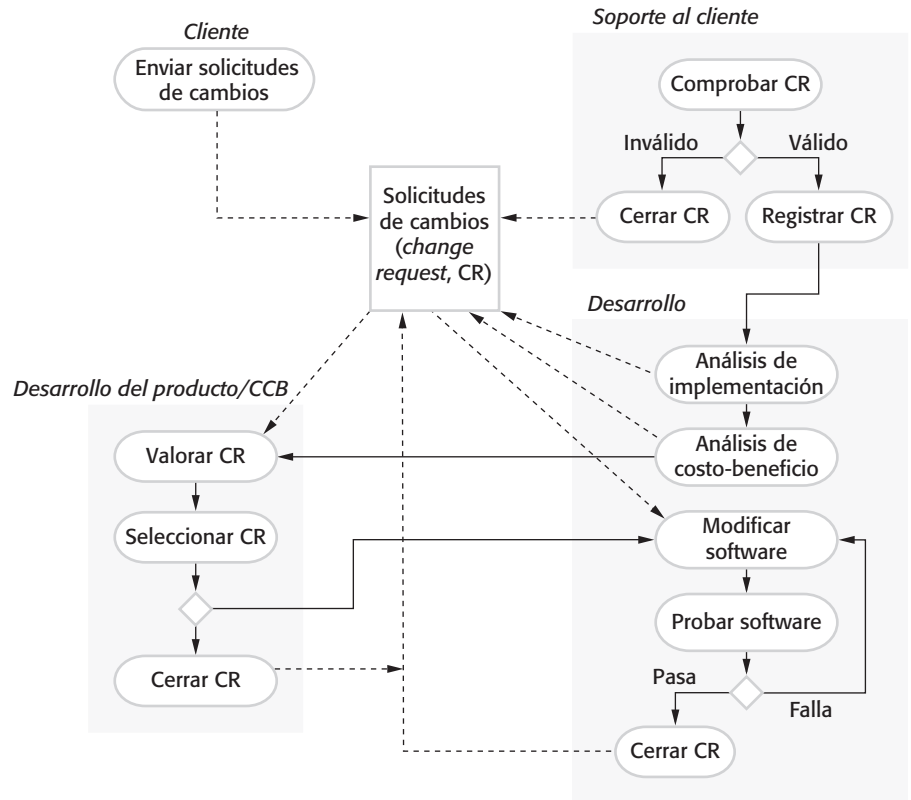 Cliente
Enviar solicitudes
de cambios
Soporte al cliente
Comprobar CR
Inválido
Válido
Cerrar CR
Registrar CR
Solicitudes
de cambios
(change
request, CR)
Desarrollo
Análisis de
implementación
Análisis de
costo-beneficio
Desarrollo del producto/CCB
Valorar CR
Seleccionar CR
Cerrar CR
Modificar
software
Probar software
Pasa
Falla
Cerrar CR